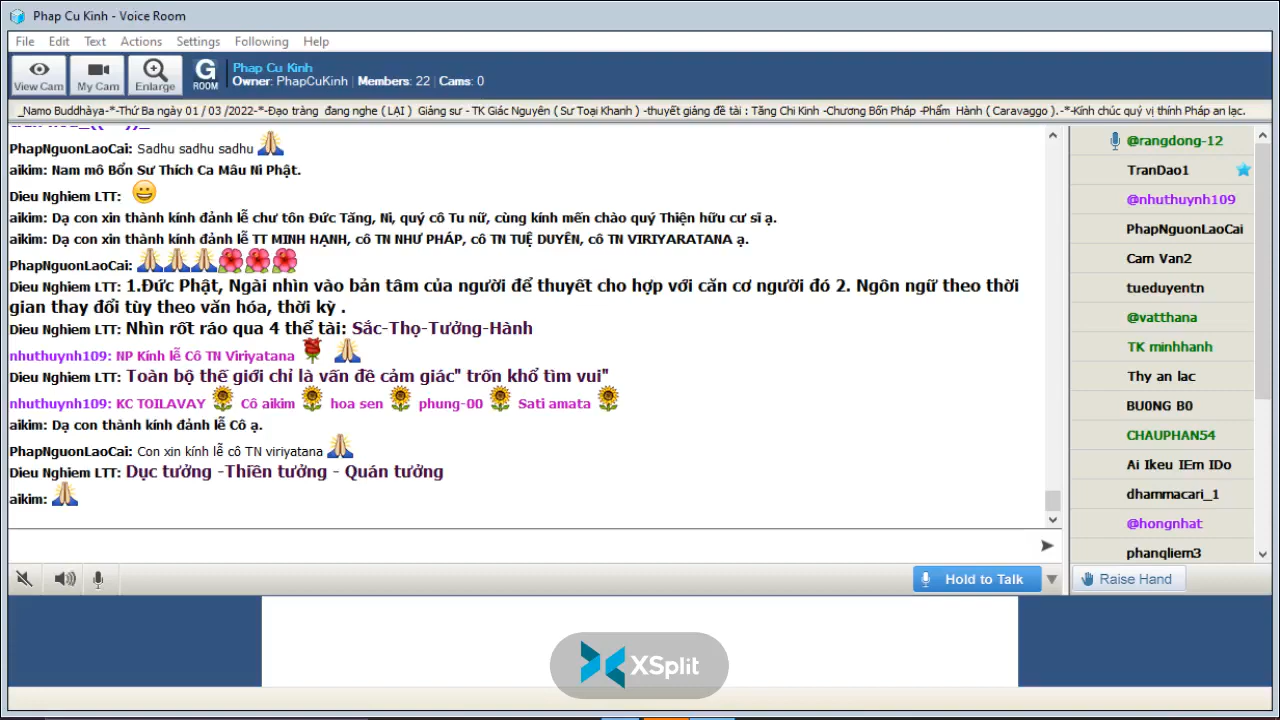 Phap Cu Kinh - Voice Room
File Edit Text Actions Settings Following Help
View Cam
My Cam
Enlarge
G ROOM
Phap Cu Kinh
Owner: PhapCuKinh | Members: 22 | Cams: 0
_Namo Buddhàya-*-Thứ Ba ngày 01 / 03 /2022-*-Đạo tràng đang nghe ( LẠI ) Giảng sư - TK Giác Nguyên ( Sư Toại Khanh ) -thuyết giảng đề tài : Tăng Chi Kinh -Chương Bốn Pháp -Phẩm Hành ( Caravaggo ). -*-Kính chúc quý vị thính Pháp an lạc.
PhapNguonLaoCai: Sadhu sadhu sadhu
aikim: Nam mô Bổn Sư Thích Ca Mâu Ni Phật.
Dieu Nghiem LTT:
aikim: Dạ con xin thành kính đảnh lễ chư tôn Đức Tăng, Ni, quý cô Tu nữ, cùng kính mến chào quý Thiện hữu cư sĩ ạ.
aikim: Dạ con xin thành kính đảnh lễ TT MINH HẠNH, cô TN NHƯ PHÁP, cô TN TUỆ DUYÊN, cô TN VIRIYARATANA ạ.
PhapNguonLaoCai:
Dieu Nghiem LTT: 1.Đức Phật, Ngài nhìn vào bản tâm của người để thuyết cho hợp với căn cơ người đó 2. Ngôn ngữ theo thời
gian thay đổi tùy theo văn hóa, thời kỳ .
Dieu Nghiem LTT: Nhìn rốt ráo qua 4 thể tài: Sắc-Thọ-Tưởng-Hành
nhuthuynh109: NP Kính lễ Cô TN Viriyatana
Dieu Nghiem LTT: Toàn bộ thế giới chỉ là vấn đề cảm giác" trốn khổ tìm vui"
nhuthuynh109: KC TOILAVAY Cô aikim hoa sen phung-00 Sati amata
aikim: Dạ con thành kính đảnh lễ Cô ạ.
PhapNguonLaoCai: Con xin kính lễ cô TN viriyatana
Dieu Nghiem LTT: Dục tưởng -Thiền tưởng - Quán tưởng
aikim:
@rangdong-12
TranDao1
@nhuthuynh109
PhapNguonLaoCai
Cam Van2
tueduyentn
@vatthana
TK minhhanh
Thy an lac
BU0NG B0
CHAUPHAN54
Ai Ikeu IEm IDo
dhammacari_1
@hongnhat
phanqliem3
Hold to Talk
Raise Hand
XSplit